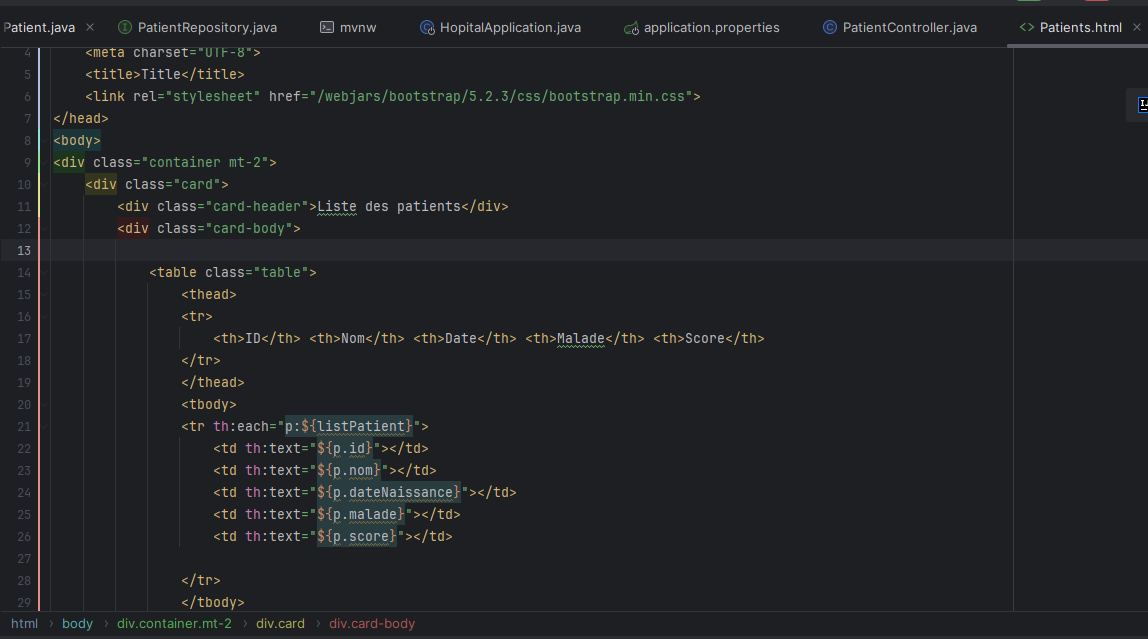 Patient.java × PatientRepository.java mvnw HopitalApplication.java application.properties PatientController.java <> Patients.html ×
4 <meta charset="UTF-8">
5 <title>Title</title>
6 <link rel="stylesheet" href="/webjars/bootstrap/5.2.3/css/bootstrap.min.css">
7 </head>
8 <body>
9 <div class="container mt-2">
10 <div class="card">
11 <div class="card-header">Liste des patients</div>
12 <div class="card-body">
13
14 <table class="table">
15 <thead>
16 <tr>
17 <th>ID</th> <th>Nom</th> <th>Date</th> <th>Malade</th> <th>Score</th>
18 </tr>
19 </thead>
20 <tbody>
21 <tr th:each="p:${listPatient}">
22 <td th:text="${p.id}"></td>
23 <td th:text="${p.nom}"></td>
24 <td th:text="${p.dateNaissance}"></td>
25 <td th:text="${p.malade}"></td>
26 <td th:text="${p.score}"></td>
27
28 </tr>
29 </tbody>
html › body › div.container.mt-2 › div.card › div.card-body